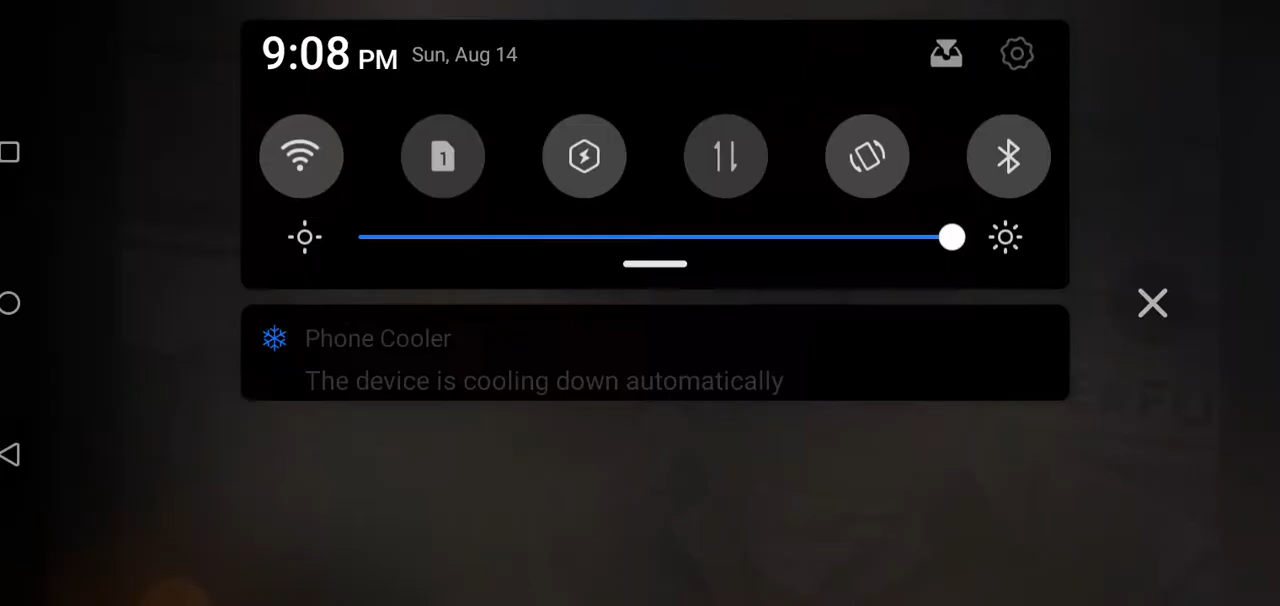 9:08 PM Sun, Aug 14
1
Phone Cooler
The device is cooling down automatically